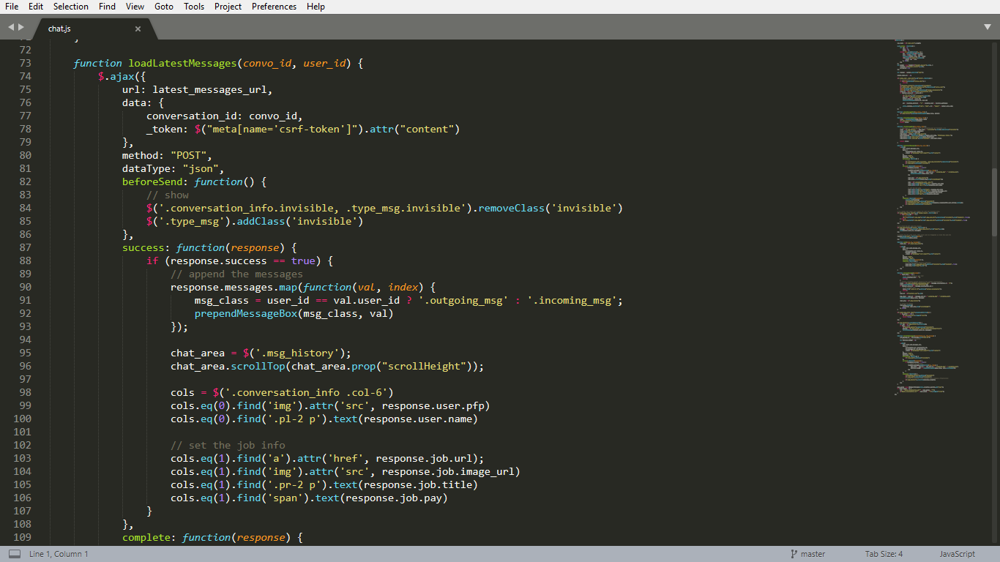 File Edit Selection Find View Goto Tools Project Preferences Help
chat.js ×
72
73 function loadLatestMessages(convo_id, user_id) {
74 $.ajax({
75 url: latest_messages_url,
76 data: {
77 conversation_id: convo_id,
78 _token: $("meta[name='csrf-token']").attr("content")
79 },
80 method: "POST",
81 dataType: "json",
82 beforeSend: function() {
83 // show
84 $('.conversation_info.invisible, .type_msg.invisible').removeClass('invisible')
85 $('.type_msg').addClass('invisible')
86 },
87 success: function(response) {
88 if (response.success == true) {
89 // append the messages
90 response.messages.map(function(val, index) {
91 msg_class = user_id == val.user_id ? '.outgoing_msg' : '.incoming_msg';
92 prependMessageBox(msg_class, val)
93 });
94
95 chat_area = $('.msg_history');
96 chat_area.scrollTop(chat_area.prop("scrollHeight"));
97
98 cols = $('.conversation_info .col-6')
99 cols.eq(0).find('img').attr('src', response.user.pfp)
100 cols.eq(0).find('.pl-2 p').text(response.user.name)
101
102 // set the job info
103 cols.eq(1).find('a').attr('href', response.job.url);
104 cols.eq(1).find('img').attr('src', response.job.image_url)
105 cols.eq(1).find('.pr-2 p').text(response.job.title)
106 cols.eq(1).find('span').text(response.job.pay)
107 }
108 },
109 complete: function(response) {
Line 1, Column 1 master Tab Size: 4 JavaScript